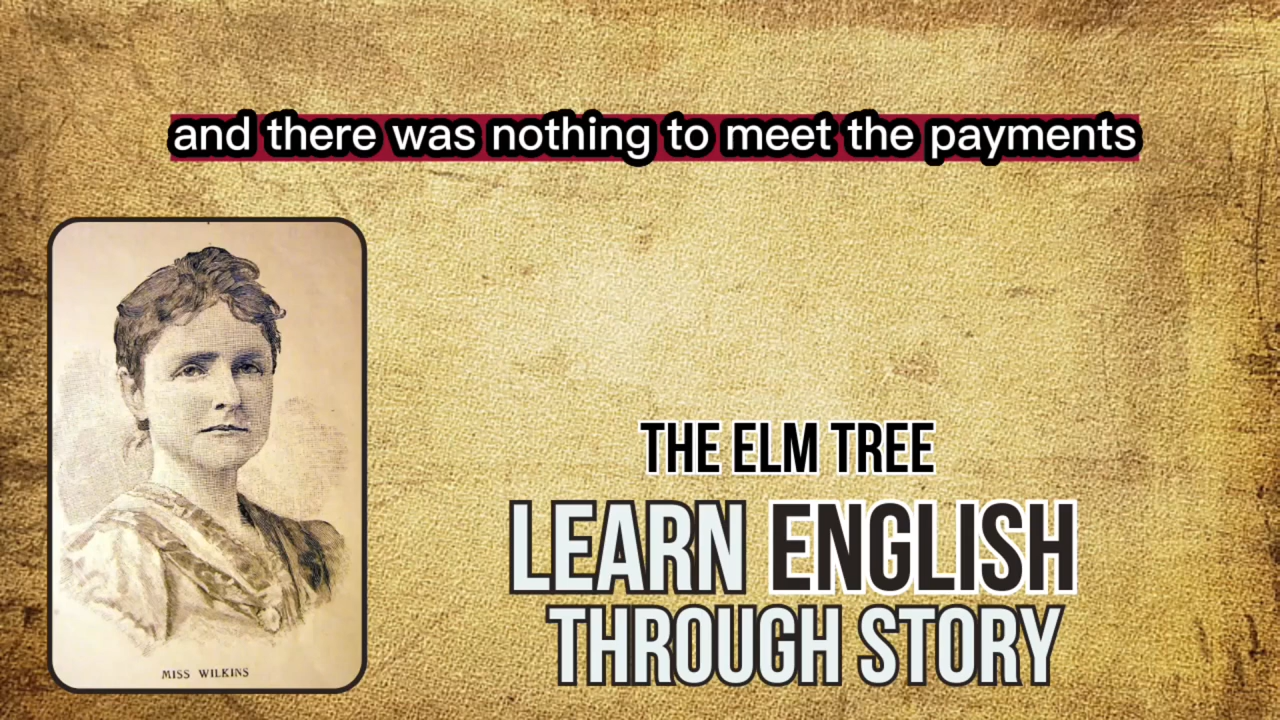 and there was nothing to meet the payments
THE ELM TREE
LEARN ENGLISH
THROUGH STORY
MISS WILKINS